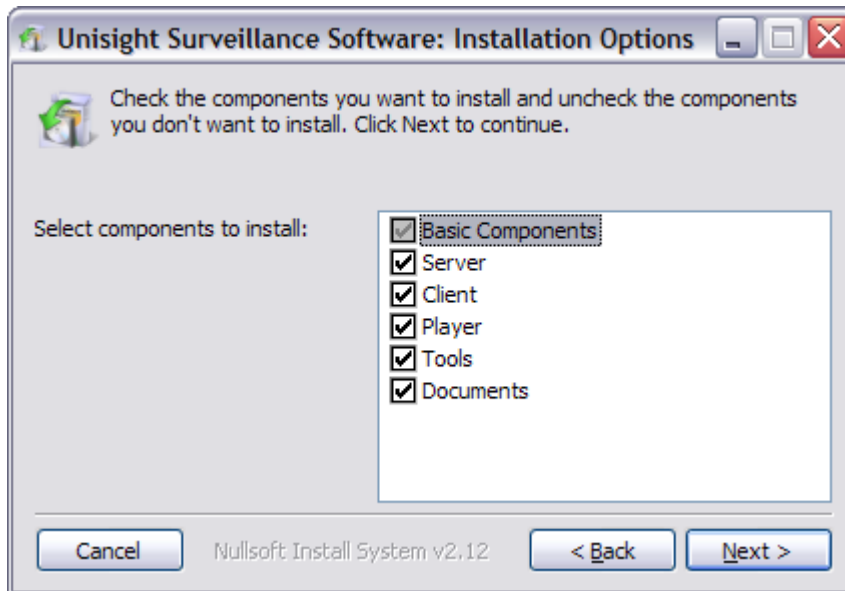 Unisight Surveillance Software: Installation Options
Check the components you want to install and uncheck the components
you don't want to install. Click Next to continue.
Select components to install:
Basic Components
Server
Client
Player
Tools
Documents
Cancel
Nullsoft Install System v2.12
< Back
Next >